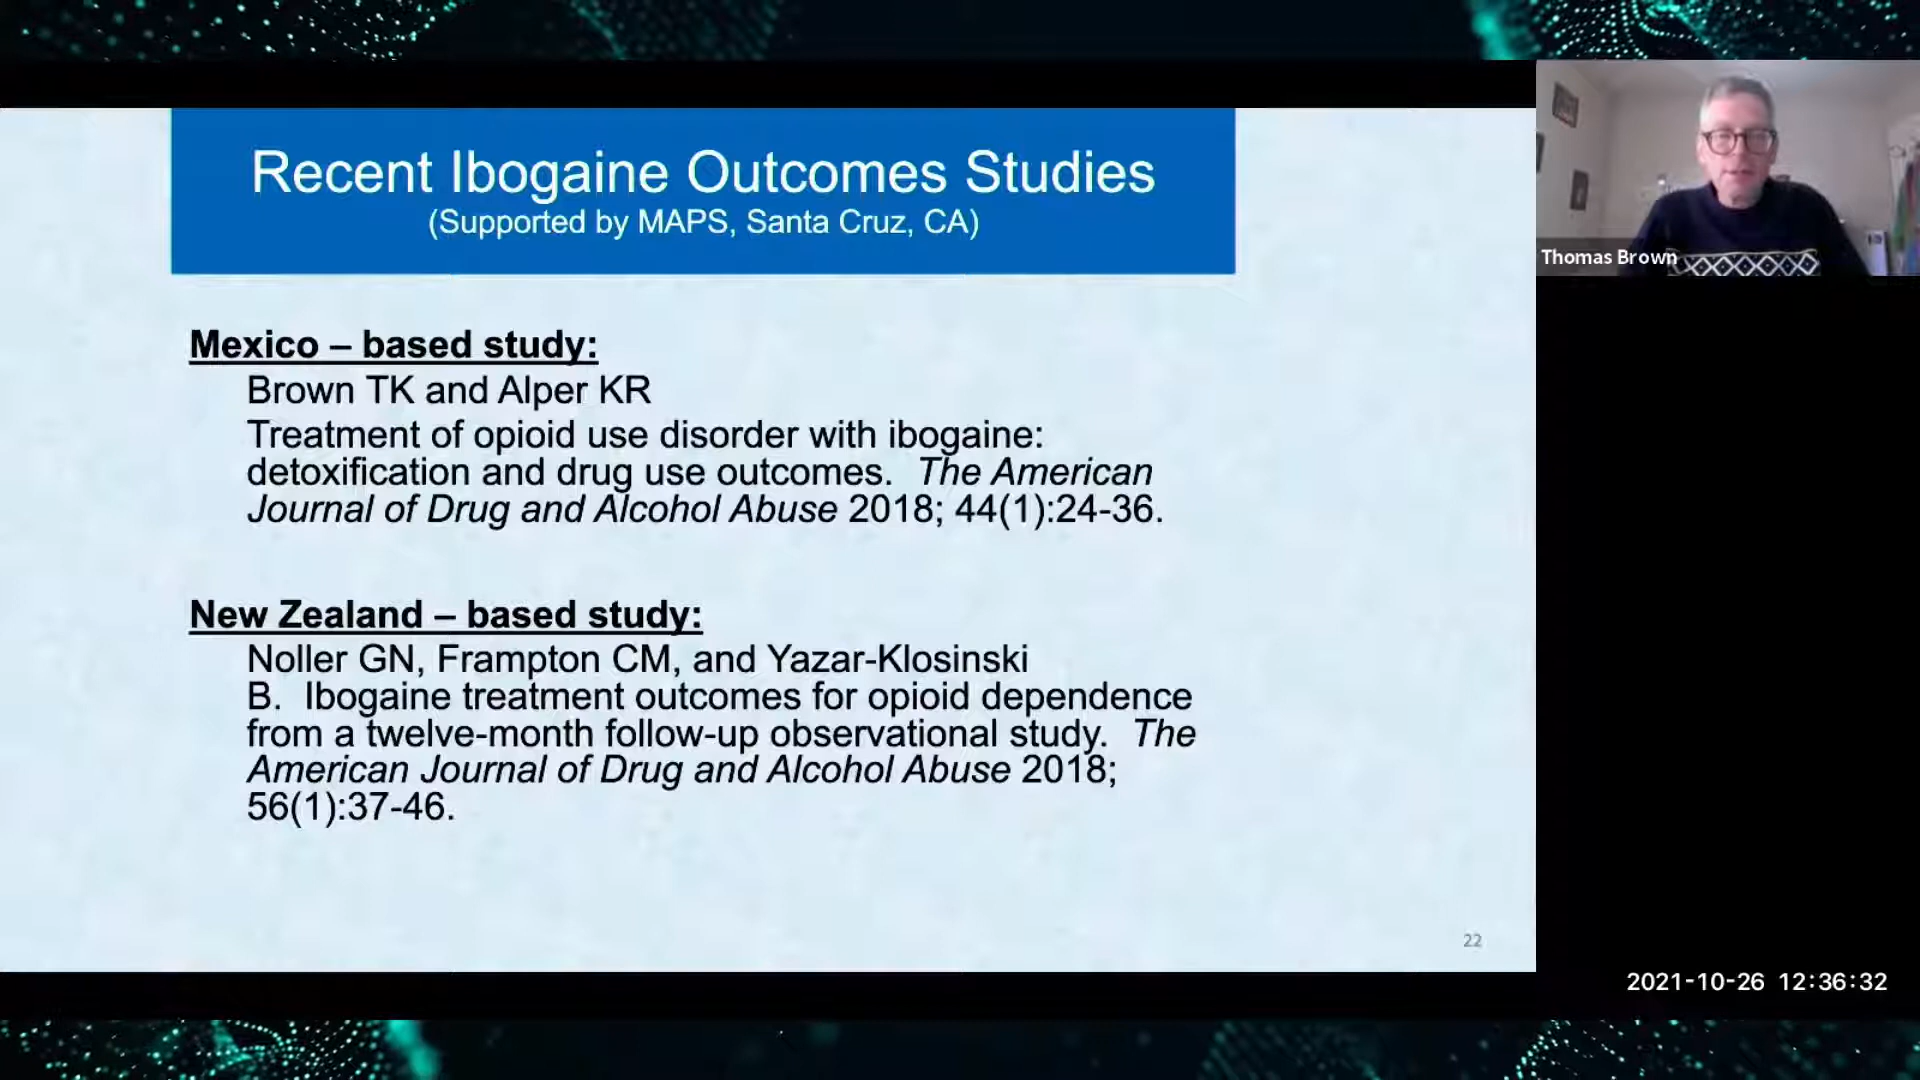 Recent Ibogaine Outcomes Studies
(Supported by MAPS, Santa Cruz, CA)
Thomas Brown
Mexico – based study:
Brown TK and Alper KR
Treatment of opioid use disorder with ibogaine:
detoxification and drug use outcomes. The American
Journal of Drug and Alcohol Abuse 2018; 44(1):24-36.
New Zealand – based study:
Noller GN, Frampton CM, and Yazar-Klosinski
B. Ibogaine treatment outcomes for opioid dependence
from a twelve-month follow-up observational study. The
American Journal of Drug and Alcohol Abuse 2018;
56(1):37-46.
22
2021-10-26 12:36:32